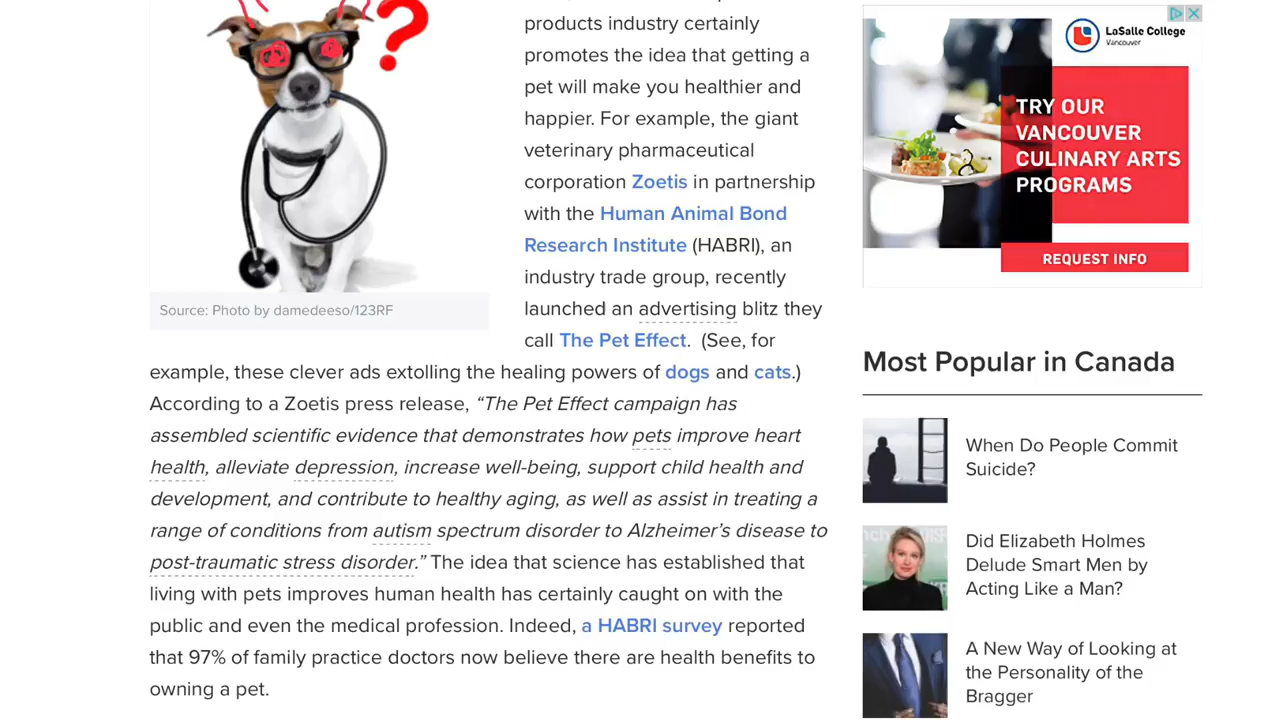 products industry certainly
promotes the idea that getting a
pet will make you healthier and
happier. For example, the giant
veterinary pharmaceutical
corporation Zoetis in partnership
with the Human Animal Bond
Research Institute (HABRI), an
industry trade group, recently
launched an advertising blitz they
call The Pet Effect.  (See, for
example, these clever ads extolling the healing powers of dogs and cats.)
According to a Zoetis press release, “The Pet Effect campaign has
assembled scientific evidence that demonstrates how pets improve heart
health, alleviate depression, increase well-being, support child health and
development, and contribute to healthy aging, as well as assist in treating a
range of conditions from autism spectrum disorder to Alzheimer’s disease to
post-traumatic stress disorder.” The idea that science has established that
living with pets improves human health has certainly caught on with the
public and even the medical profession. Indeed, a HABRI survey reported
that 97% of family practice doctors now believe there are health benefits to
owning a pet.
?
Source: Photo by damedeeso/123RF
LaSalle College
Vancouver
TRY OUR
VANCOUVER
CULINARY ARTS
PROGRAMS
REQUEST INFO
Most Popular in Canada
When Do People Commit
Suicide?
Did Elizabeth Holmes
Delude Smart Men by
Acting Like a Man?
A New Way of Looking at
the Personality of the
Bragger